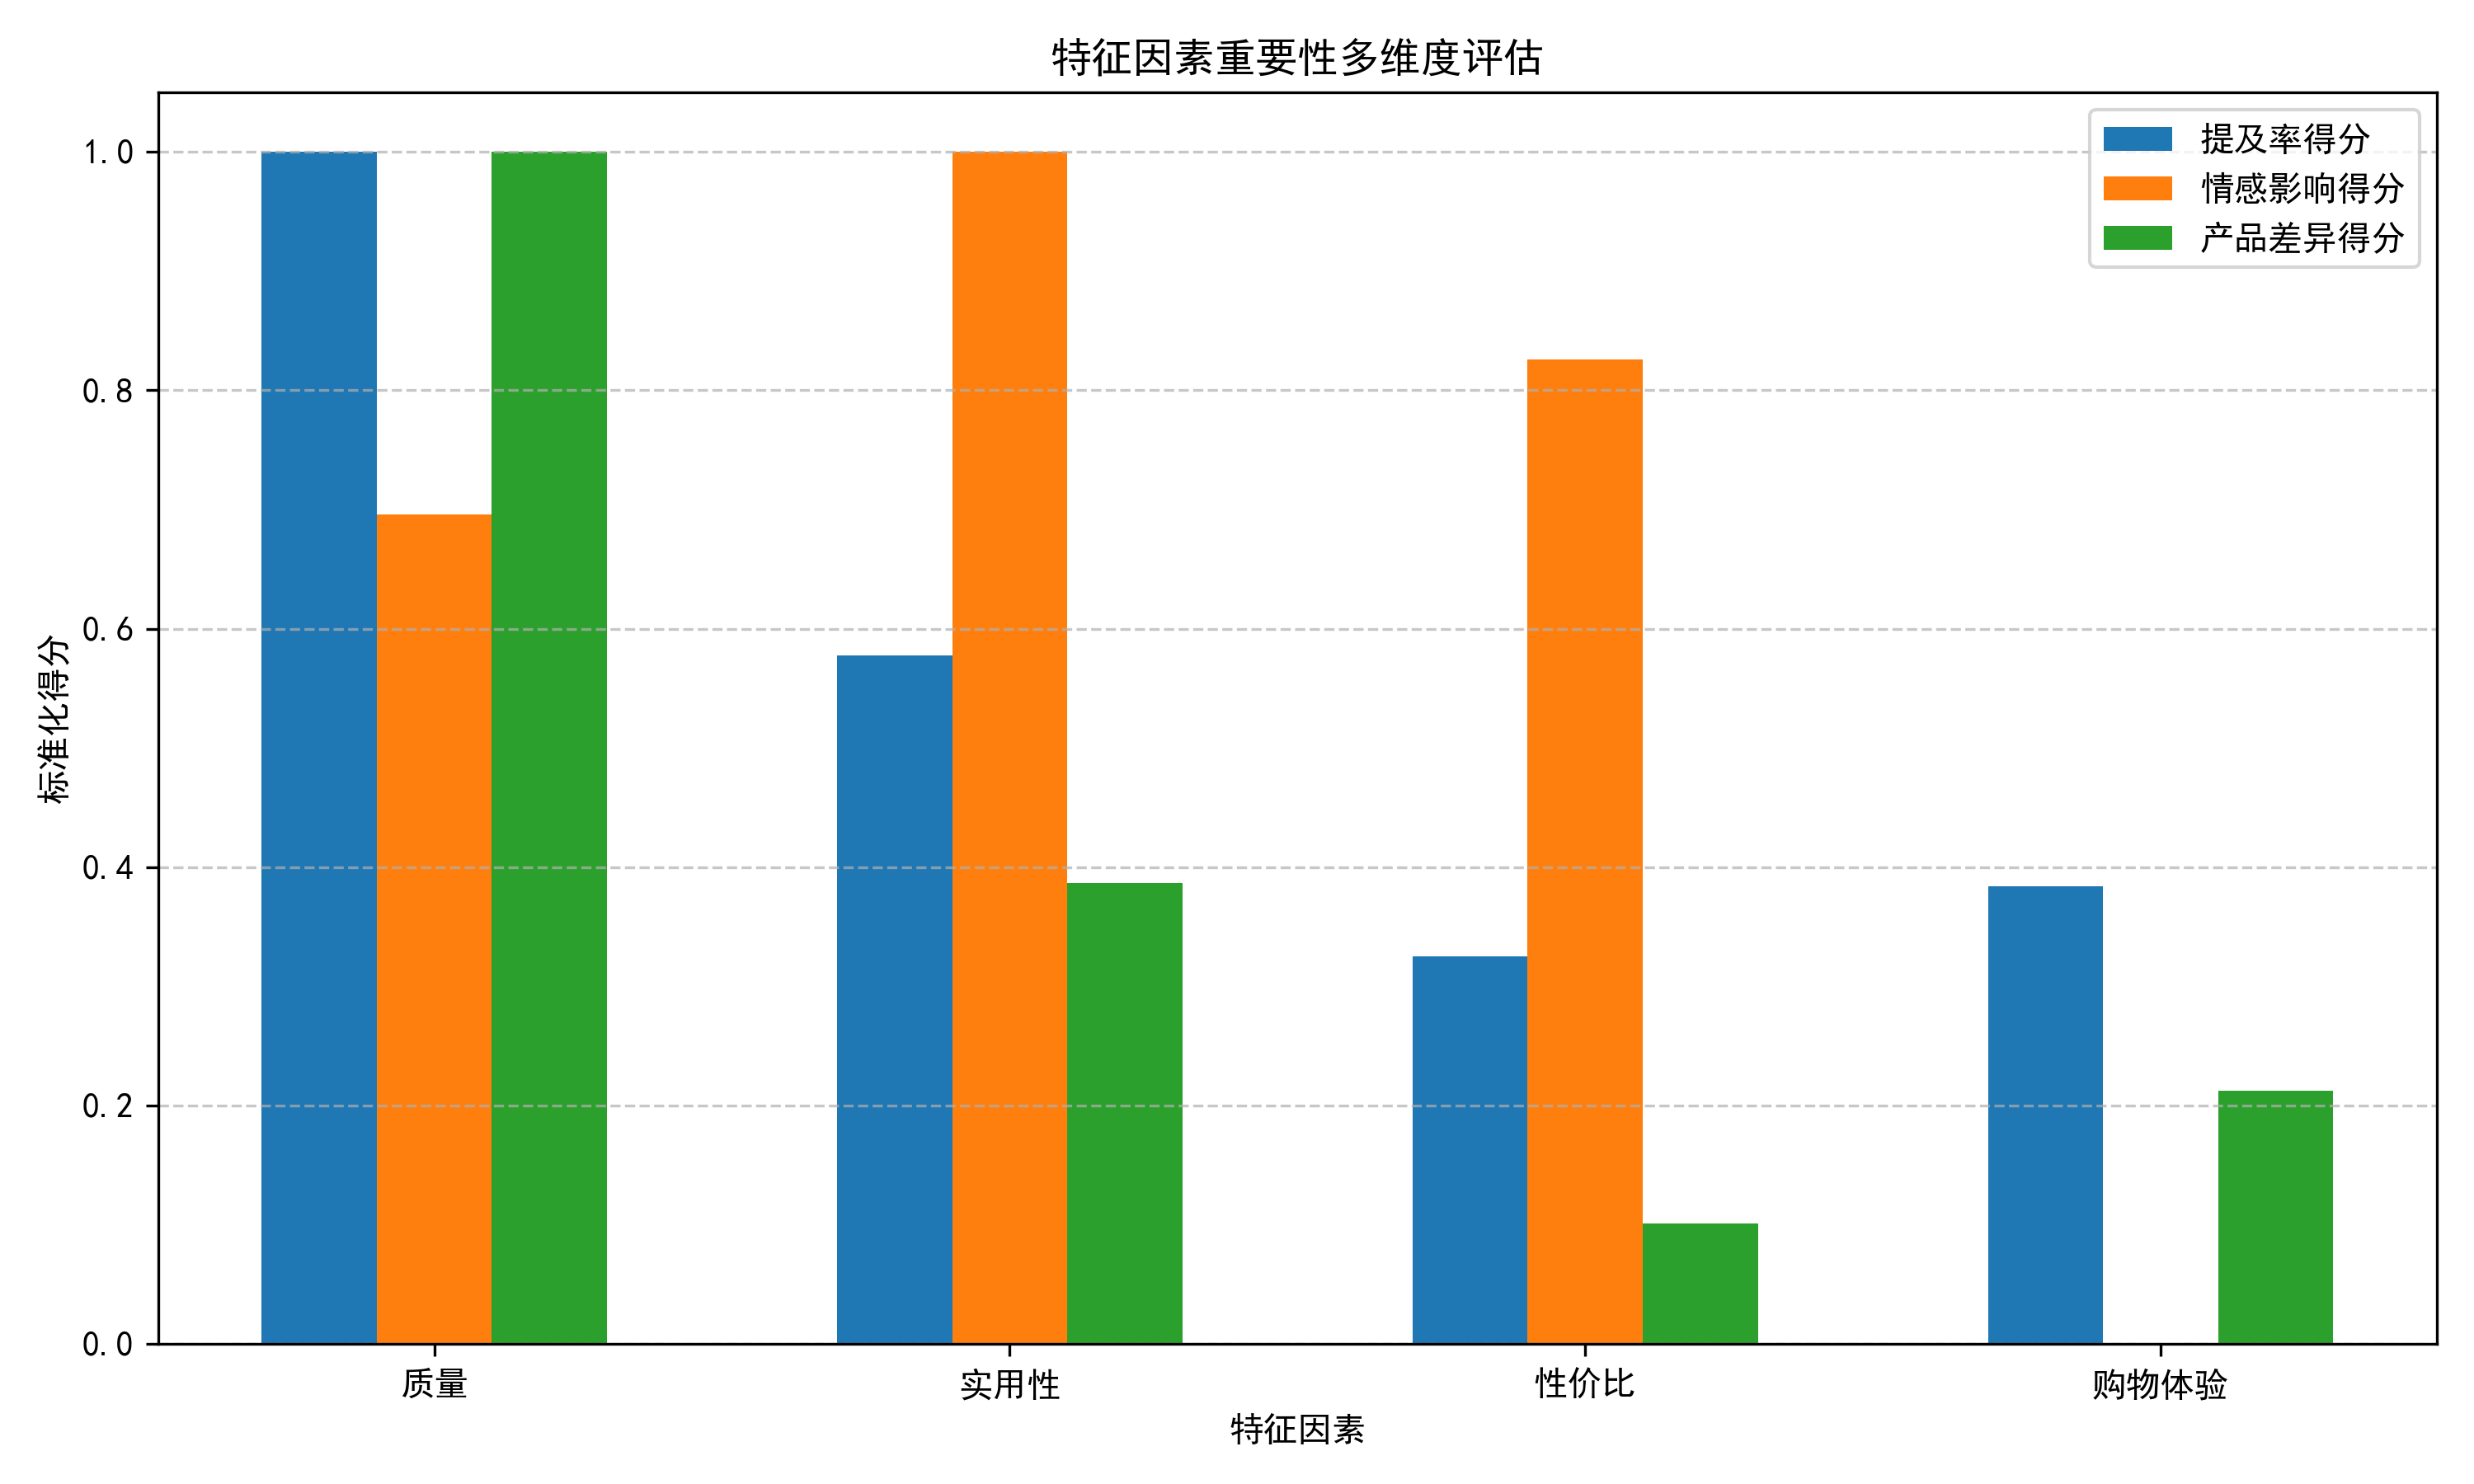 特征因素重要性多维度评估
提及率得分
情感影响得分
产品差异得分
标准化得分
1.0
0.8
0.6
0.4
0.2
0.0
质量
实用性
性价比
购物体验
特征因素